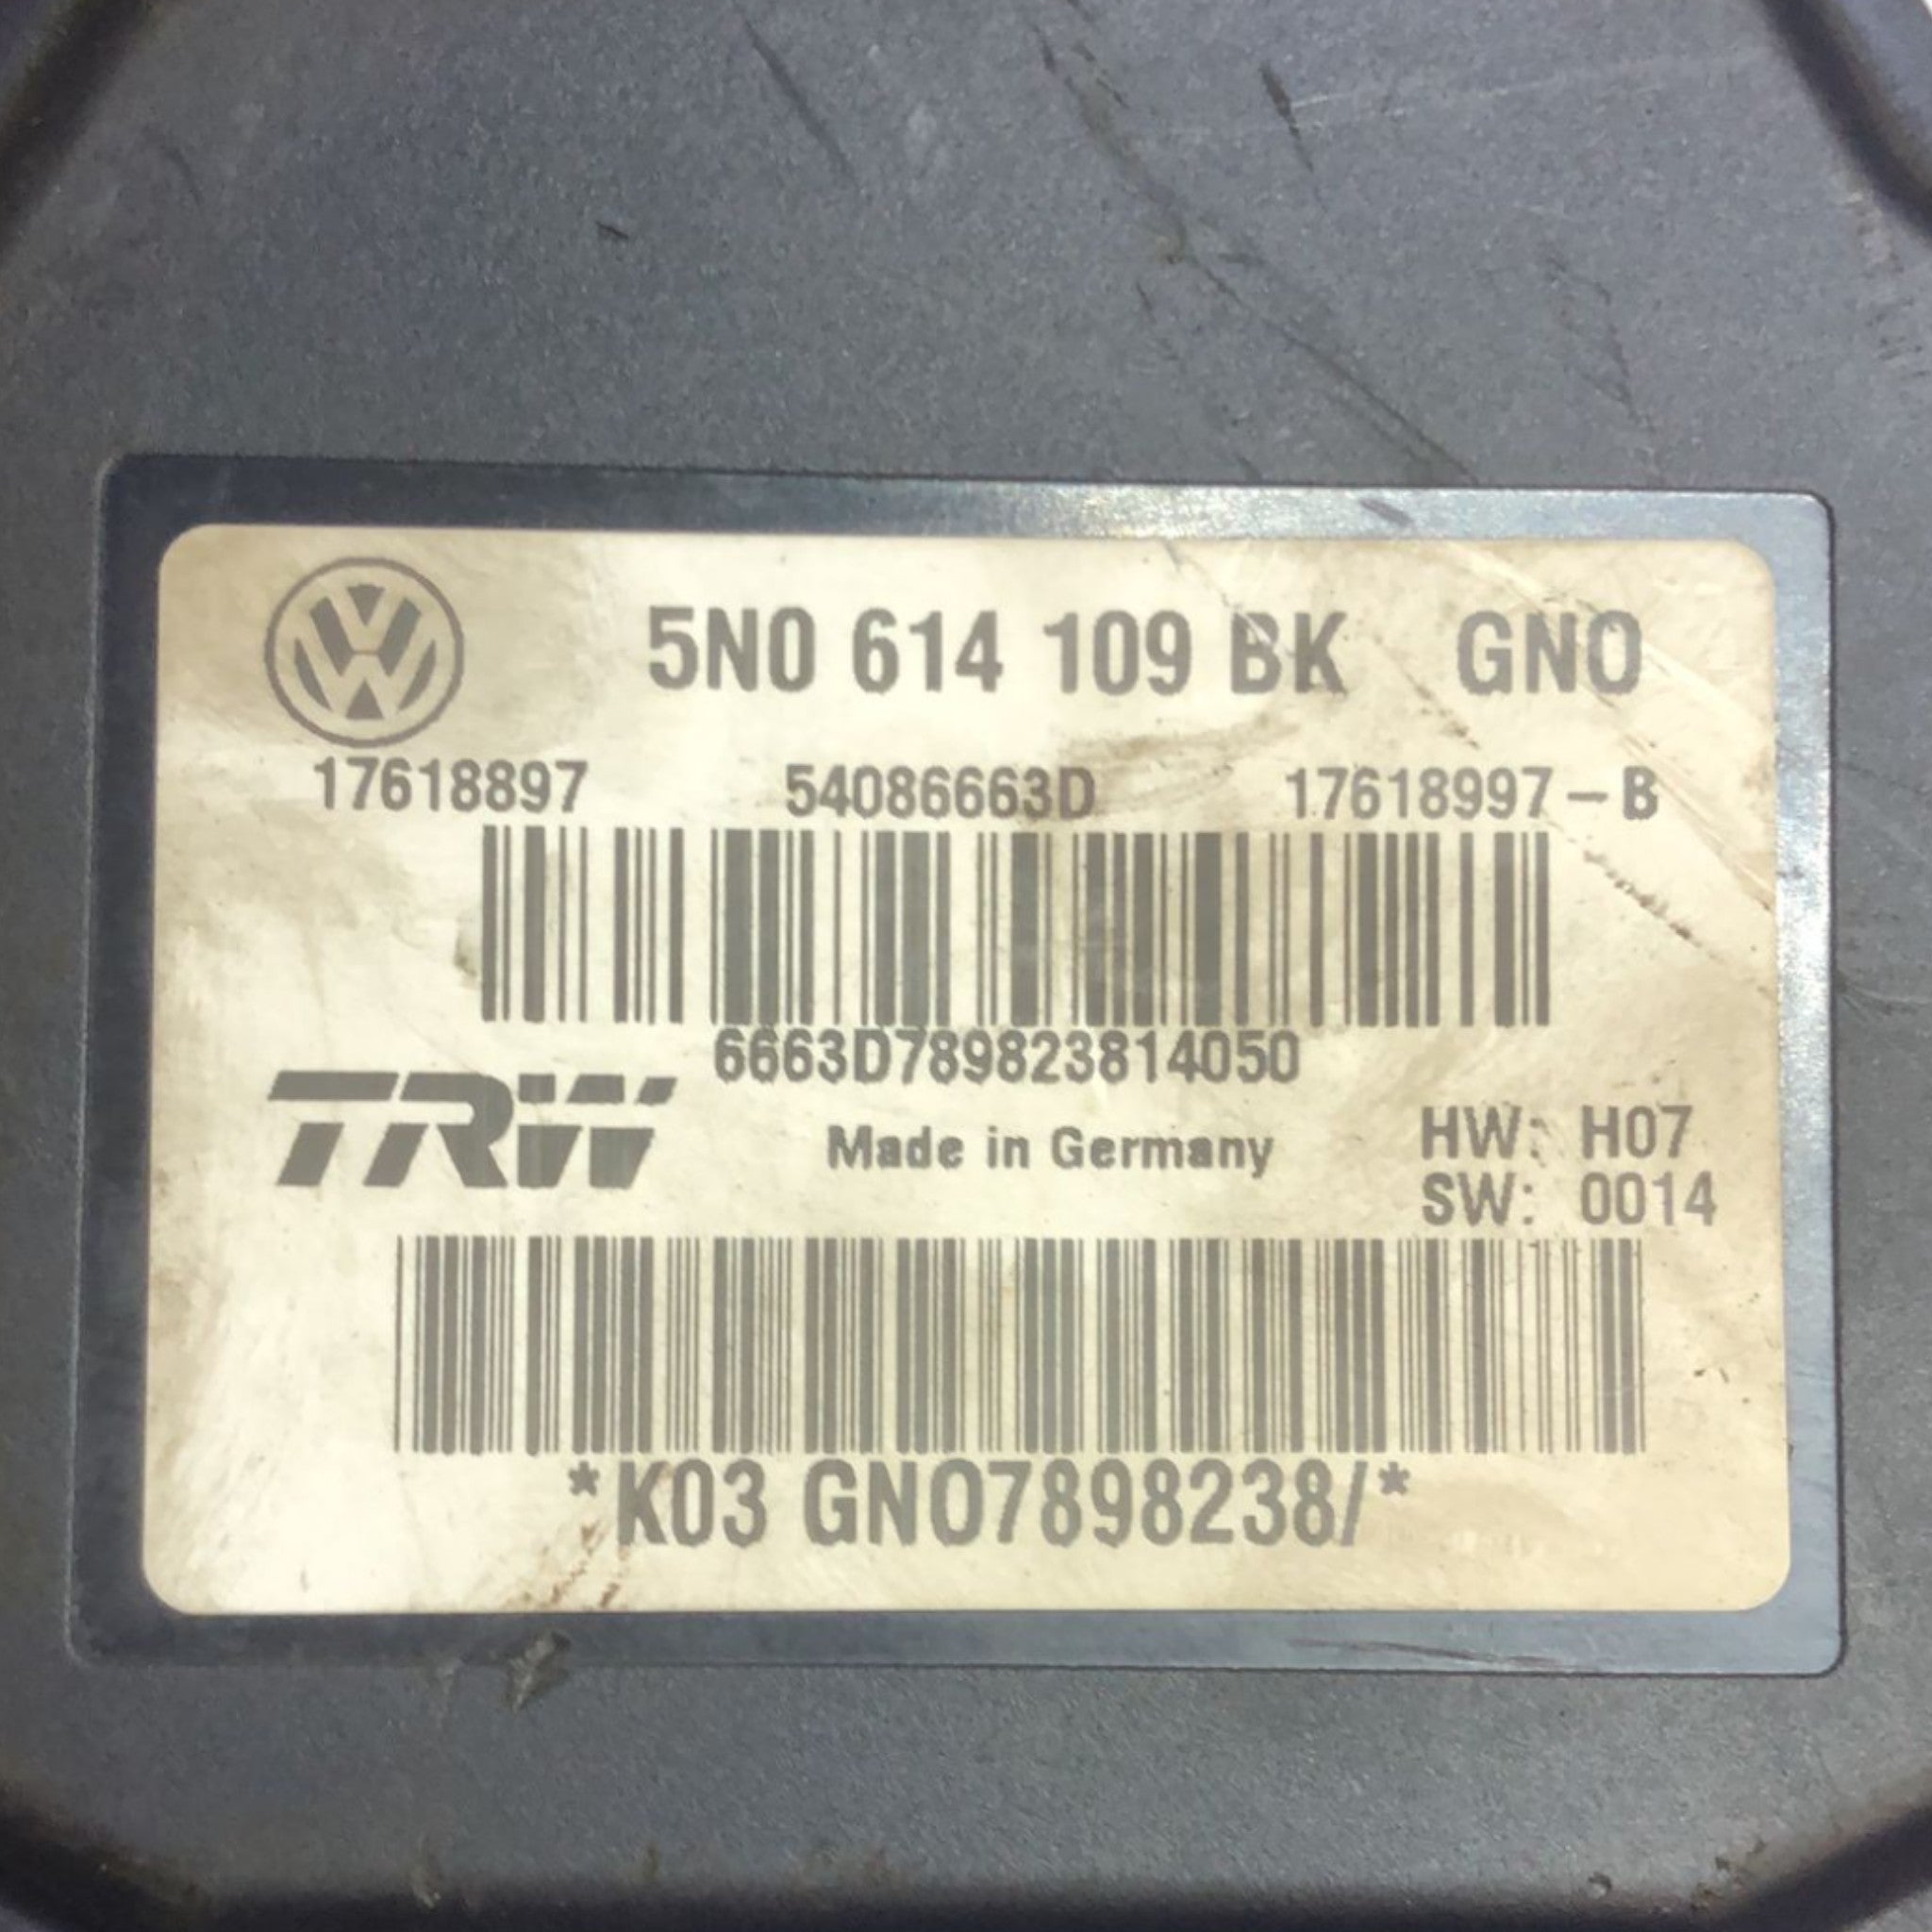 5N0 614 109 BK GNO
17618897 54086663D 17618997-B
6663D789823814050
TRW Made in Germany HW: H07
SW: 0014
*K03 GNO7898238/*